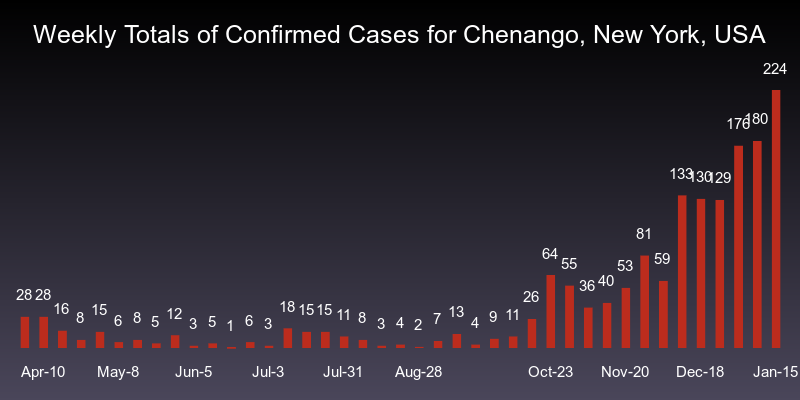 Weekly Totals of Confirmed Cases for Chenango, New York, USA
28 28 16 8 15 6 8 5 12 3 5 1 6 3 18 15 15 11 8 3 4 2 7 13 4 9 11 26 64 55 36 40 53 81 59 133 130 129 176 180 224
Apr-10 May-8 Jun-5 Jul-3 Jul-31 Aug-28 Oct-23 Nov-20 Dec-18 Jan-15